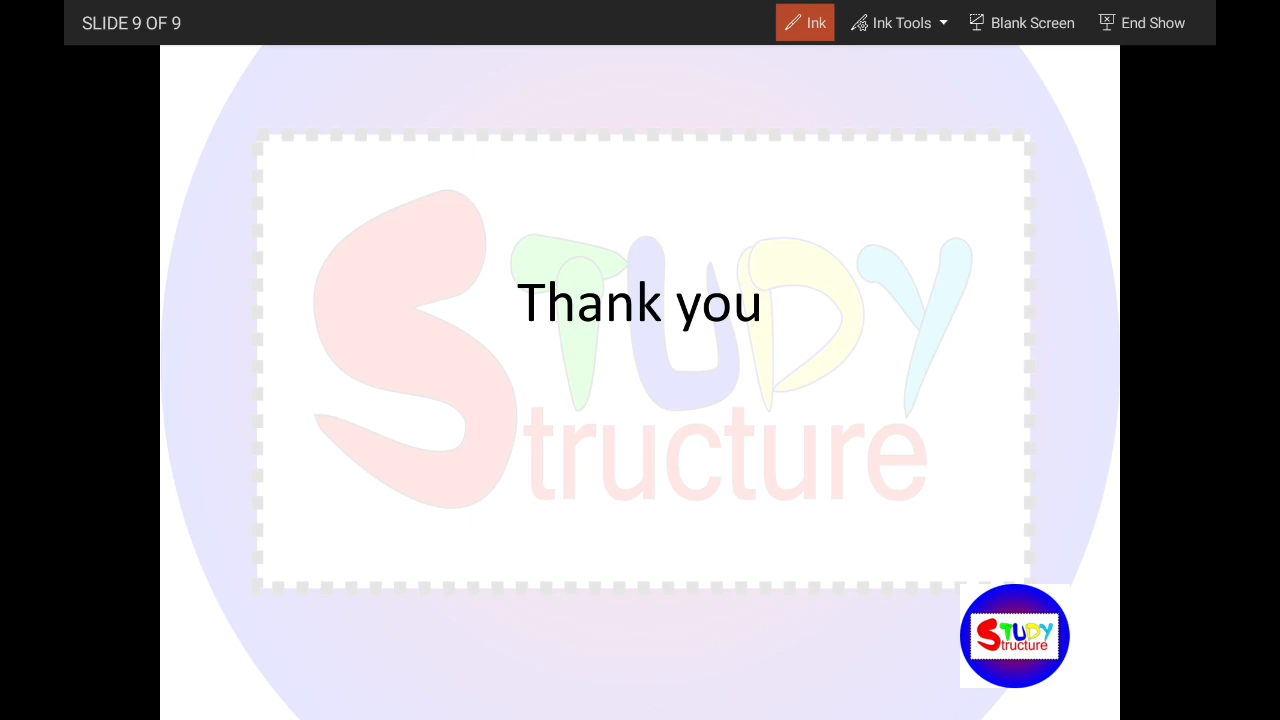 SLIDE 9 OF 9
Ink
Ink Tools
Blank Screen
End Show
STUDY
Thank you
Structure
STUDY
Structure